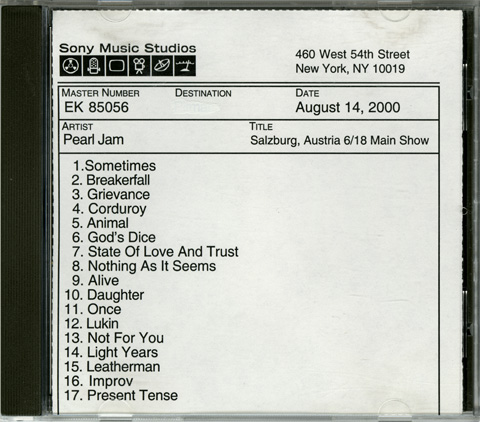 Sony Music Studios
460 West 54th Street
New York, NY 10019
MASTER NUMBER DESTINATION DATE
EK 85056 August 14, 2000
ARTIST TITLE
Pearl Jam Salzburg, Austria 6/18 Main Show
1.Sometimes
2. Breakerfall
3. Grievance
4. Corduroy
5. Animal
6. God's Dice
7. State Of Love And Trust
8. Nothing As It Seems
9. Alive
10. Daughter
11. Once
12. Lukin
13. Not For You
14. Light Years
15. Leatherman
16. Improv
17. Present Tense